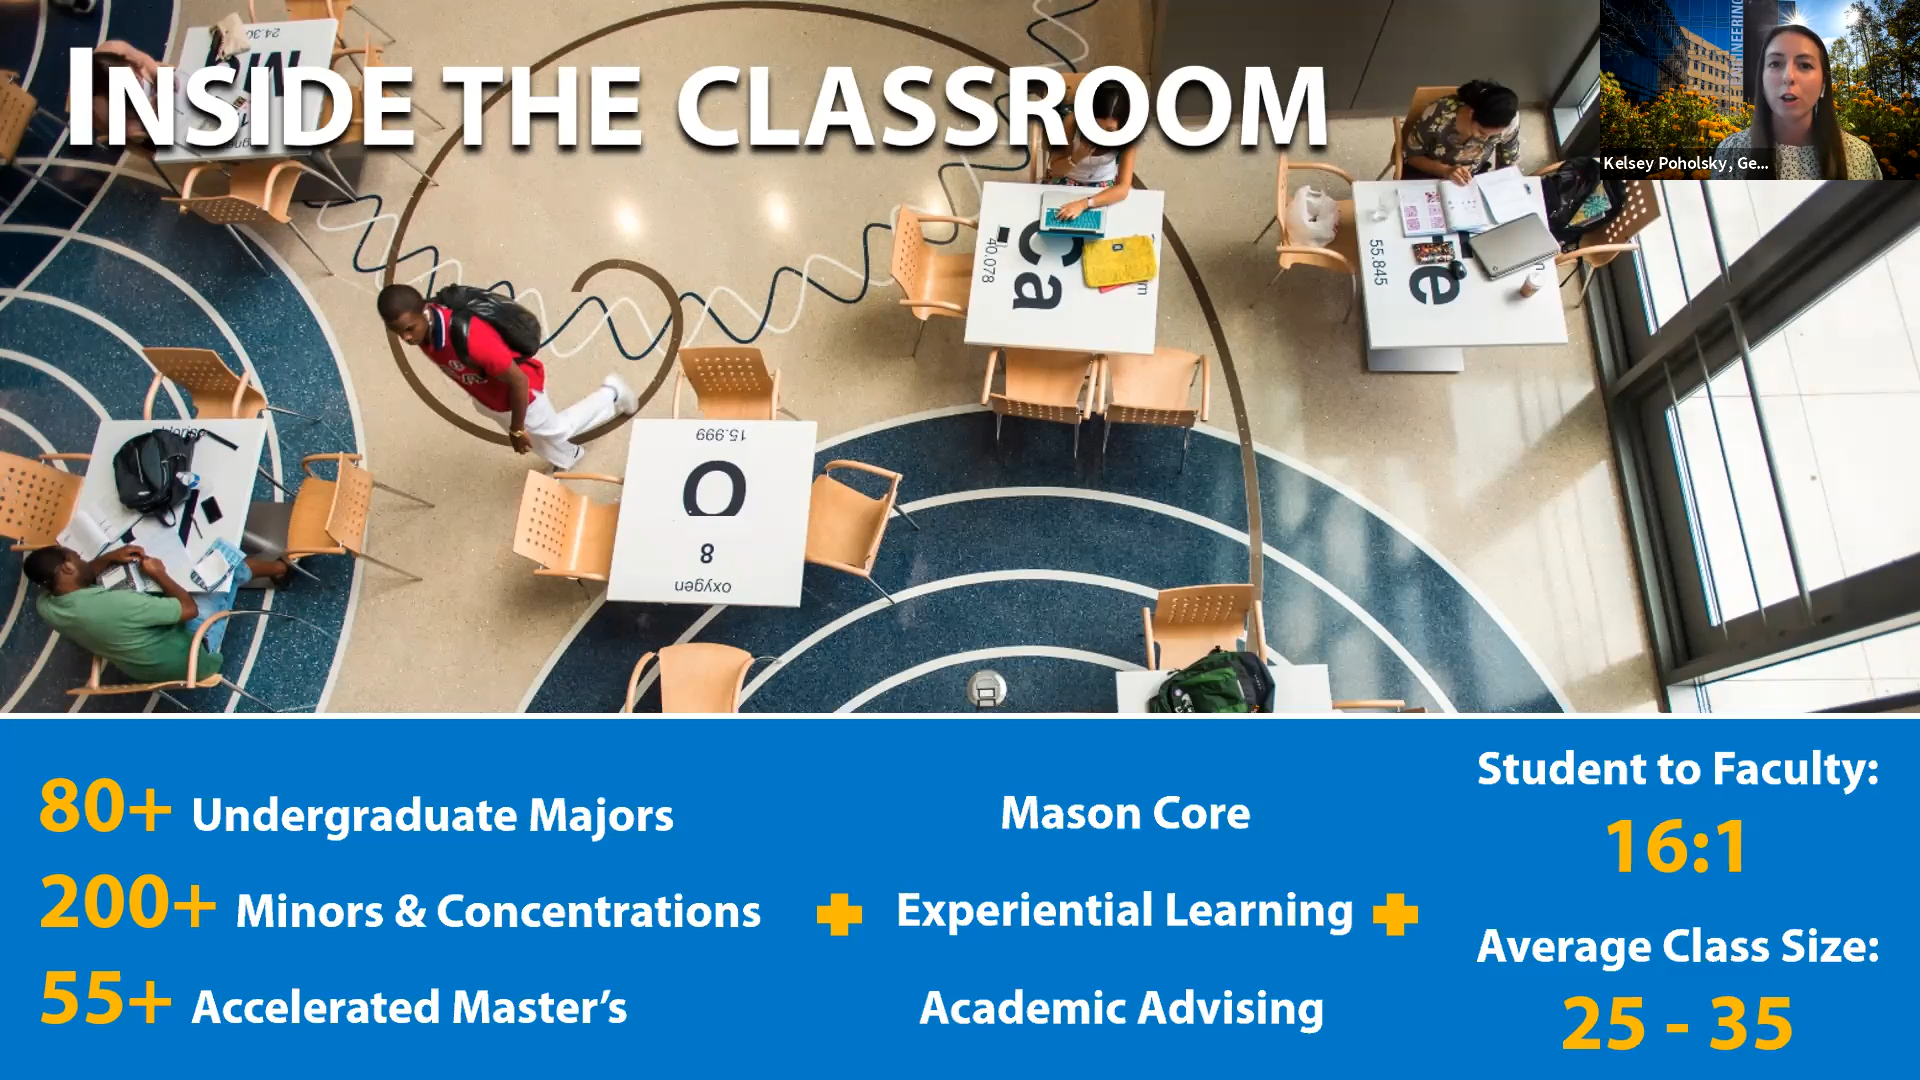 INSIDE THE CLASSROOM
ENGINEERING
Kelsey Poholsky, Ge...
24.30
40.078
Ca
55.845
e
15.999
O
8
oxygen
80+ Undergraduate Majors
200+ Minors & Concentrations
55+ Accelerated Master’s
Mason Core
Experiential Learning
Academic Advising
Student to Faculty:
16:1
Average Class Size:
25 - 35